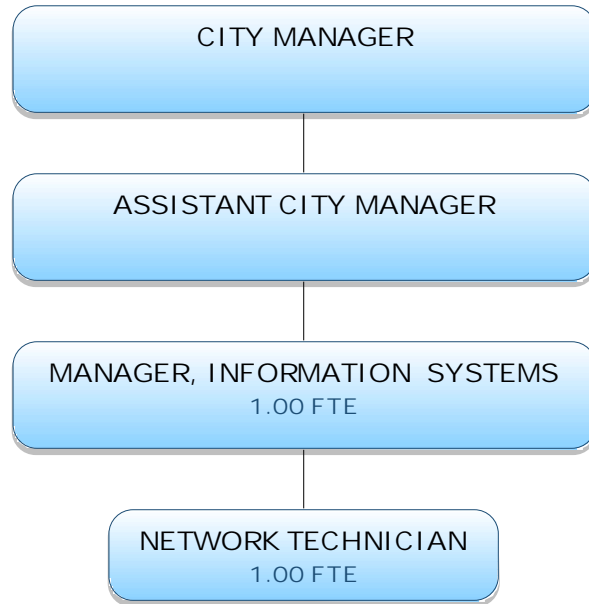 CITY MANAGER
ASSISTANT CITY MANAGER
MANAGER, INFORMATION SYSTEMS
1.00 FTE
NETWORK TECHNICIAN
1.00 FTE